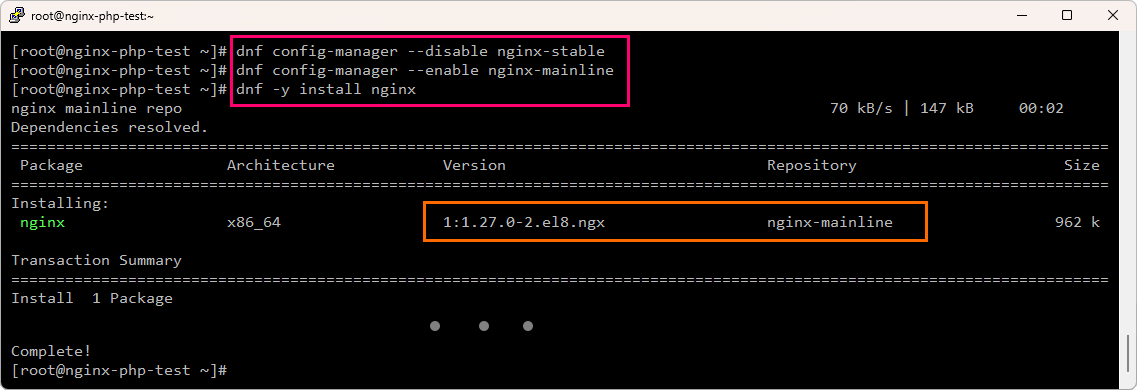 root@nginx-php-test:~
[root@nginx-php-test ~]# dnf config-manager --disable nginx-stable
[root@nginx-php-test ~]# dnf config-manager --enable nginx-mainline
[root@nginx-php-test ~]# dnf -y install nginx
nginx mainline repo 70 kB/s | 147 kB 00:02
Dependencies resolved.
================================================================================
Package Architecture Version Repository Size
================================================================================
Installing:
nginx x86_64 1:1.27.0-2.el8.ngx nginx-mainline 962 k
Transaction Summary
================================================================================
Install 1 Package
Complete!
[root@nginx-php-test ~]#